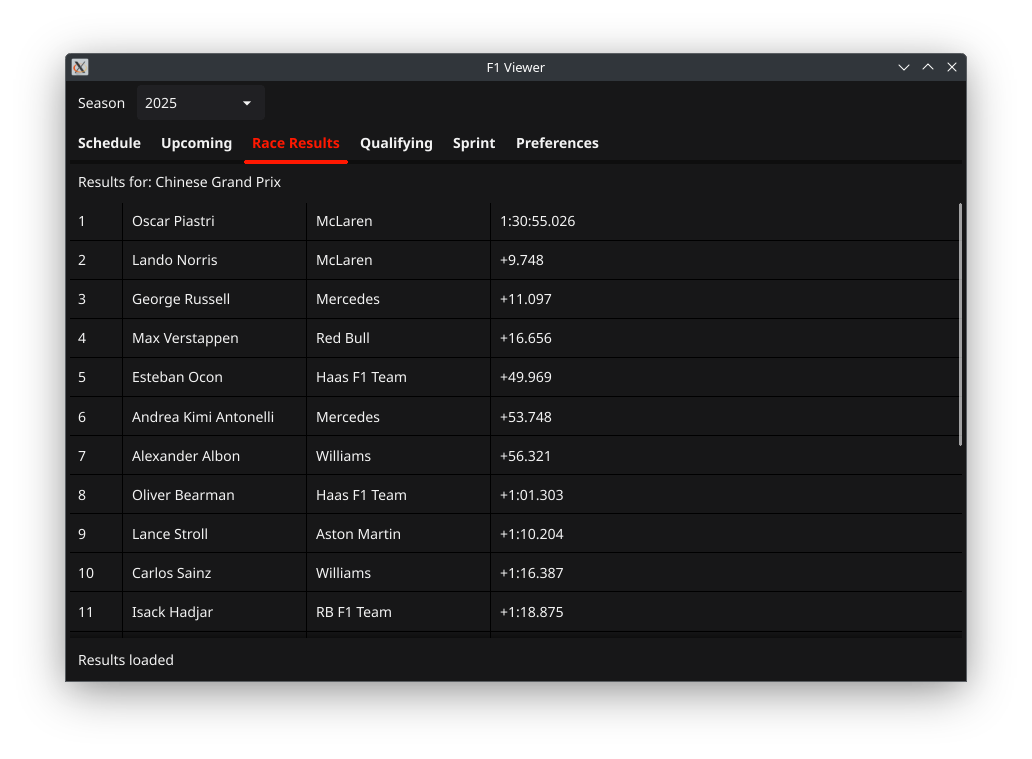 F1 Viewer
Season 2025
Schedule Upcoming Race Results Qualifying Sprint Preferences
Results for: Chinese Grand Prix
1 Oscar Piastri McLaren 1:30:55.026
2 Lando Norris McLaren +9.748
3 George Russell Mercedes +11.097
4 Max Verstappen Red Bull +16.656
5 Esteban Ocon Haas F1 Team +49.969
6 Andrea Kimi Antonelli Mercedes +53.748
7 Alexander Albon Williams +56.321
8 Oliver Bearman Haas F1 Team +1:01.303
9 Lance Stroll Aston Martin +1:10.204
10 Carlos Sainz Williams +1:16.387
11 Isack Hadjar RB F1 Team +1:18.875
Results loaded